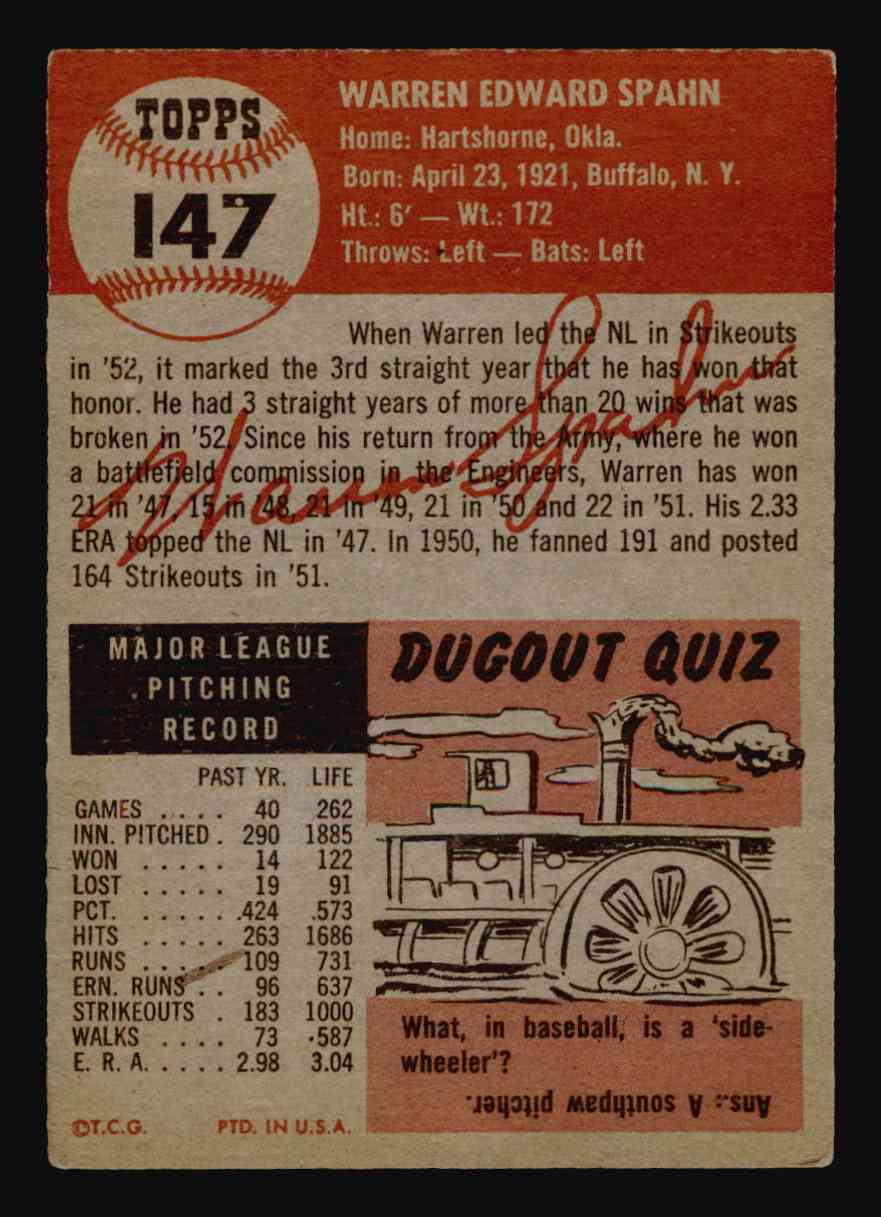 TOPPS
147
WARREN EDWARD SPAHN
Home: Hartshorne, Okla.
Born: April 23, 1921, Buffalo, N. Y.
Ht.: 6′ — Wt.: 172
Throws: Left — Bats: Left
When Warren led the NL in Strikeouts
in '52, it marked the 3rd straight year that he has won that
honor. He had 3 straight years of more than 20 wins that was
broken in '52. Since his return from the Army, where he won
a battlefield commission in the Engineers, Warren has won
21 in '47, 15 in '48, 21 in '49, 21 in '50 and 22 in '51. His 2.33
ERA topped the NL in '47. In 1950, he fanned 191 and posted
164 Strikeouts in '51.
Warren Spahn
MAJOR LEAGUE
PITCHING
RECORD
PAST YR. LIFE
GAMES ..... 40 262
INN. PITCHED . 290 1885
WON ..... 14 122
LOST ..... 19 91
PCT. ...... .424 .573
HITS ..... 263 1686
RUNS ..... 109 731
ERN. RUNS .. 96 637
STRIKEOUTS . 183 1000
WALKS .... 73 587
E. R. A. .... 2.98 3.04
©T.C.G. PTD. IN U.S.A.
DUGOUT QUIZ
What, in baseball, is a 'side-
wheeler'?
Ans.: A southpaw pitcher.